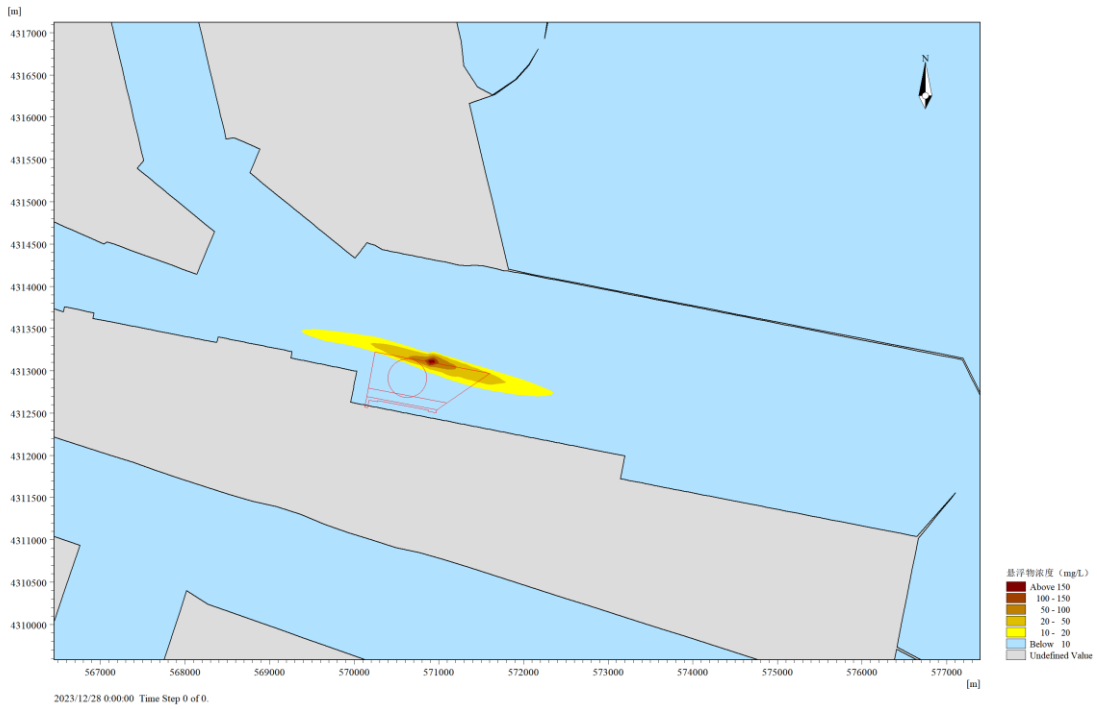 [m]
4317000
4316500
4316000
4315500
4315000
4314500
4314000
4313500
4313000
4312500
4312000
4311500
4311000
4310500
4310000
N
567000 568000 569000 570000 571000 572000 573000 574000 575000 576000 577000
[m]
悬浮物浓度（mg/L）
Above 150
100 - 150
50 - 100
20 - 50
10 - 20
Below 10
Undefined Value
2023/12/28 0:00:00 Time Step 0 of 0.